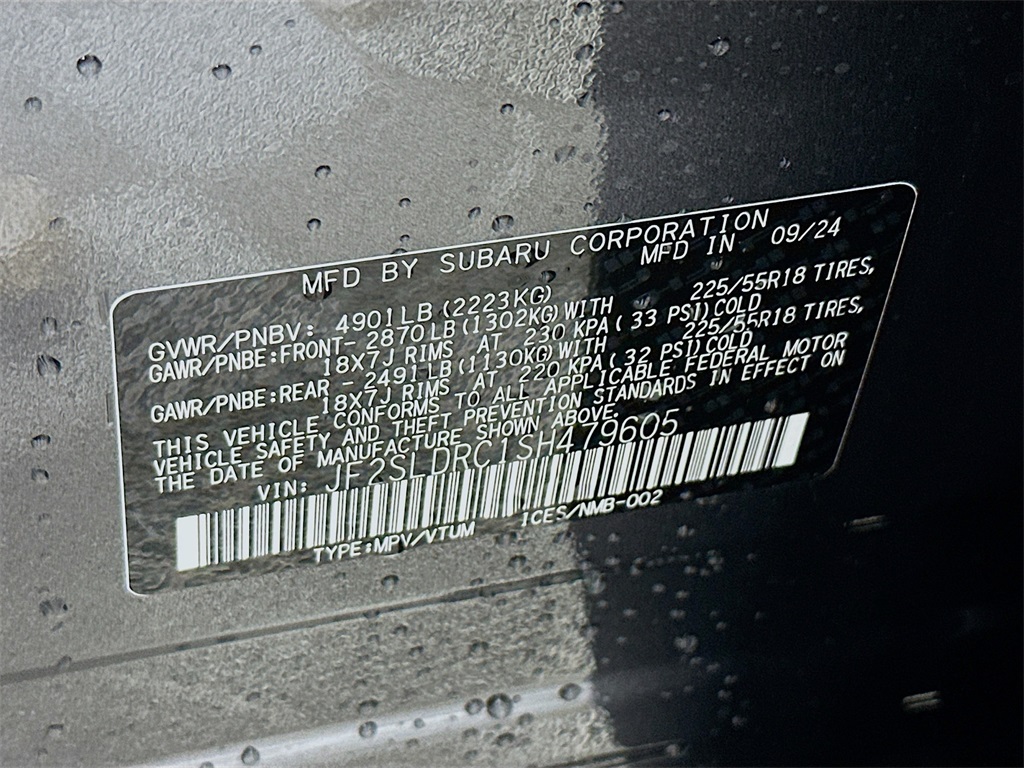 MFD BY SUBARU CORPORATION
MFD IN 09/24
GVWR/PNBV: 4901LB(2223KG)
GAWR/PNBE:FRONT- 2870LB(1302KG)WITH 225/55R18 TIRES,
18X7J RIMS AT 230 KPA( 33 PSI)COLD
GAWR/PNBE:REAR - 2491LB(1130KG)WITH 225/55R18 TIRES,
18X7J RIMS AT 220 KPA( 32 PSI)COLD
THIS VEHICLE CONFORMS TO ALL APPLICABLE FEDERAL MOTOR
VEHICLE SAFETY AND THEFT PREVENTION STANDARDS IN EFFECT ON
THE DATE OF MANUFACTURE SHOWN ABOVE.
VIN: JF2SLDRC1SH479605
TYPE:MPV/VTUM ICES/NMB-002